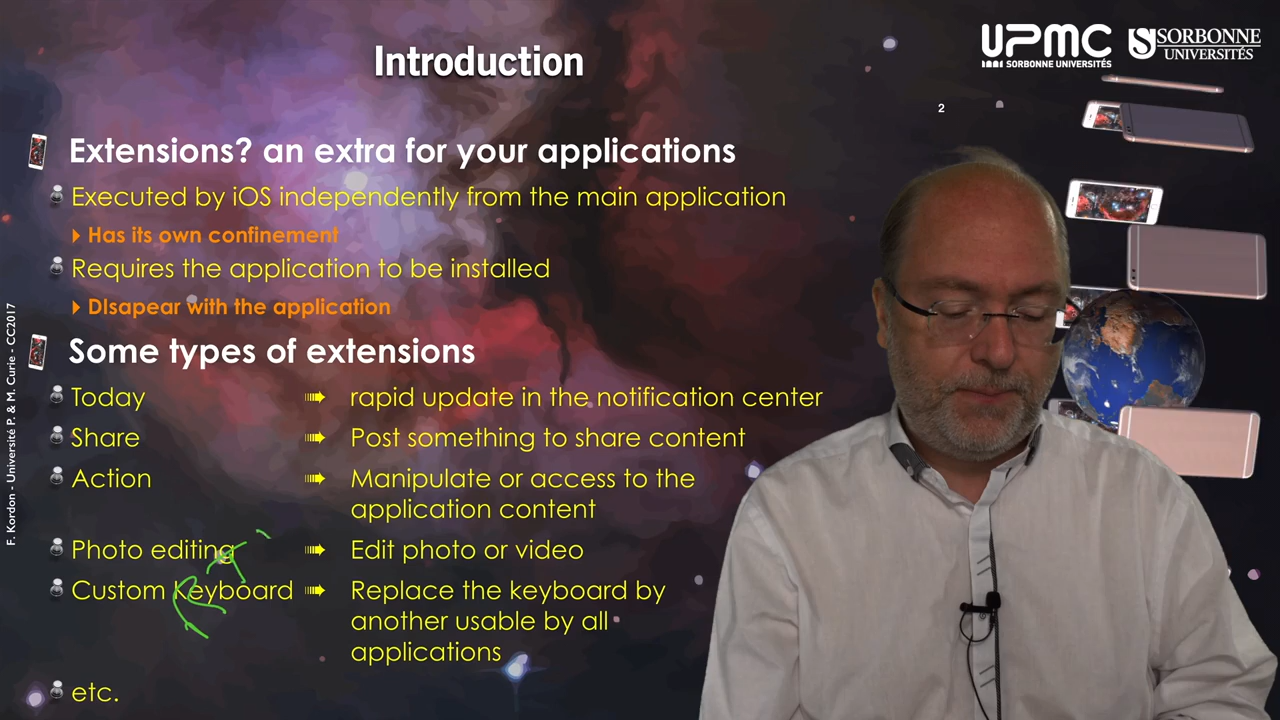 Introduction
UPMC
SORBONNE UNIVERSITÉS
SORBONNE
UNIVERSITÉS
2
Extensions? an extra for your applications
Executed by iOS independently from the main application
Has its own confinement
Requires the application to be installed
DIsapear with the application
Some types of extensions
Today ➠ rapid update in the notification center
Share ➠ Post something to share content
Action ➠ Manipulate or access to the
application content
Photo editing ➠ Edit photo or video
Custom Keyboard ➠ Replace the keyboard by
another usable by all
applications
etc.
F. Kordon - Université P. & M. Curie - CC2017